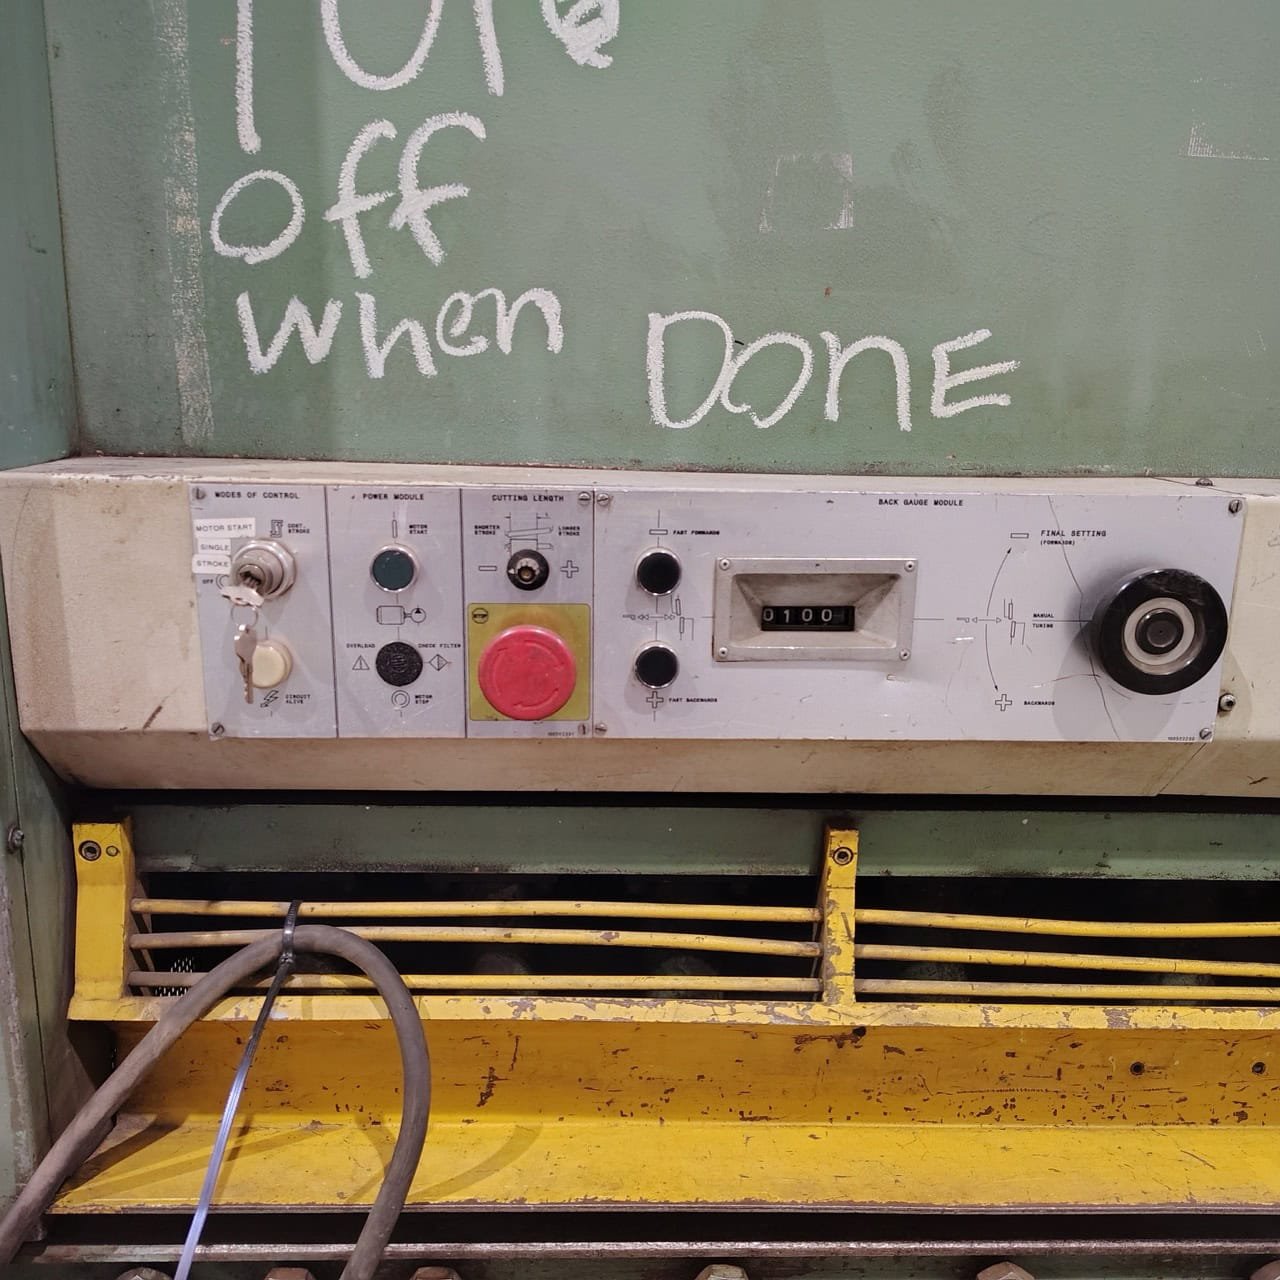 off
when DONE
MODES OF CONTROL
MOTOR START
CONT. STROKE
SINGLE
STROKE
OFF
CIRCUIT ALIVE
POWER MODULE
MOTOR START
OVERLOAD
CHECK FILTER
MOTOR STOP
CUTTING LENGTH
SHORTER STROKE
LONGER STROKE
BACK GAUGE MODULE
FAST FORWARDS
0100
FAST BACKWARDS
FINAL SETTING
(FORWARDS)
MANUAL TUNING
BACKWARDS